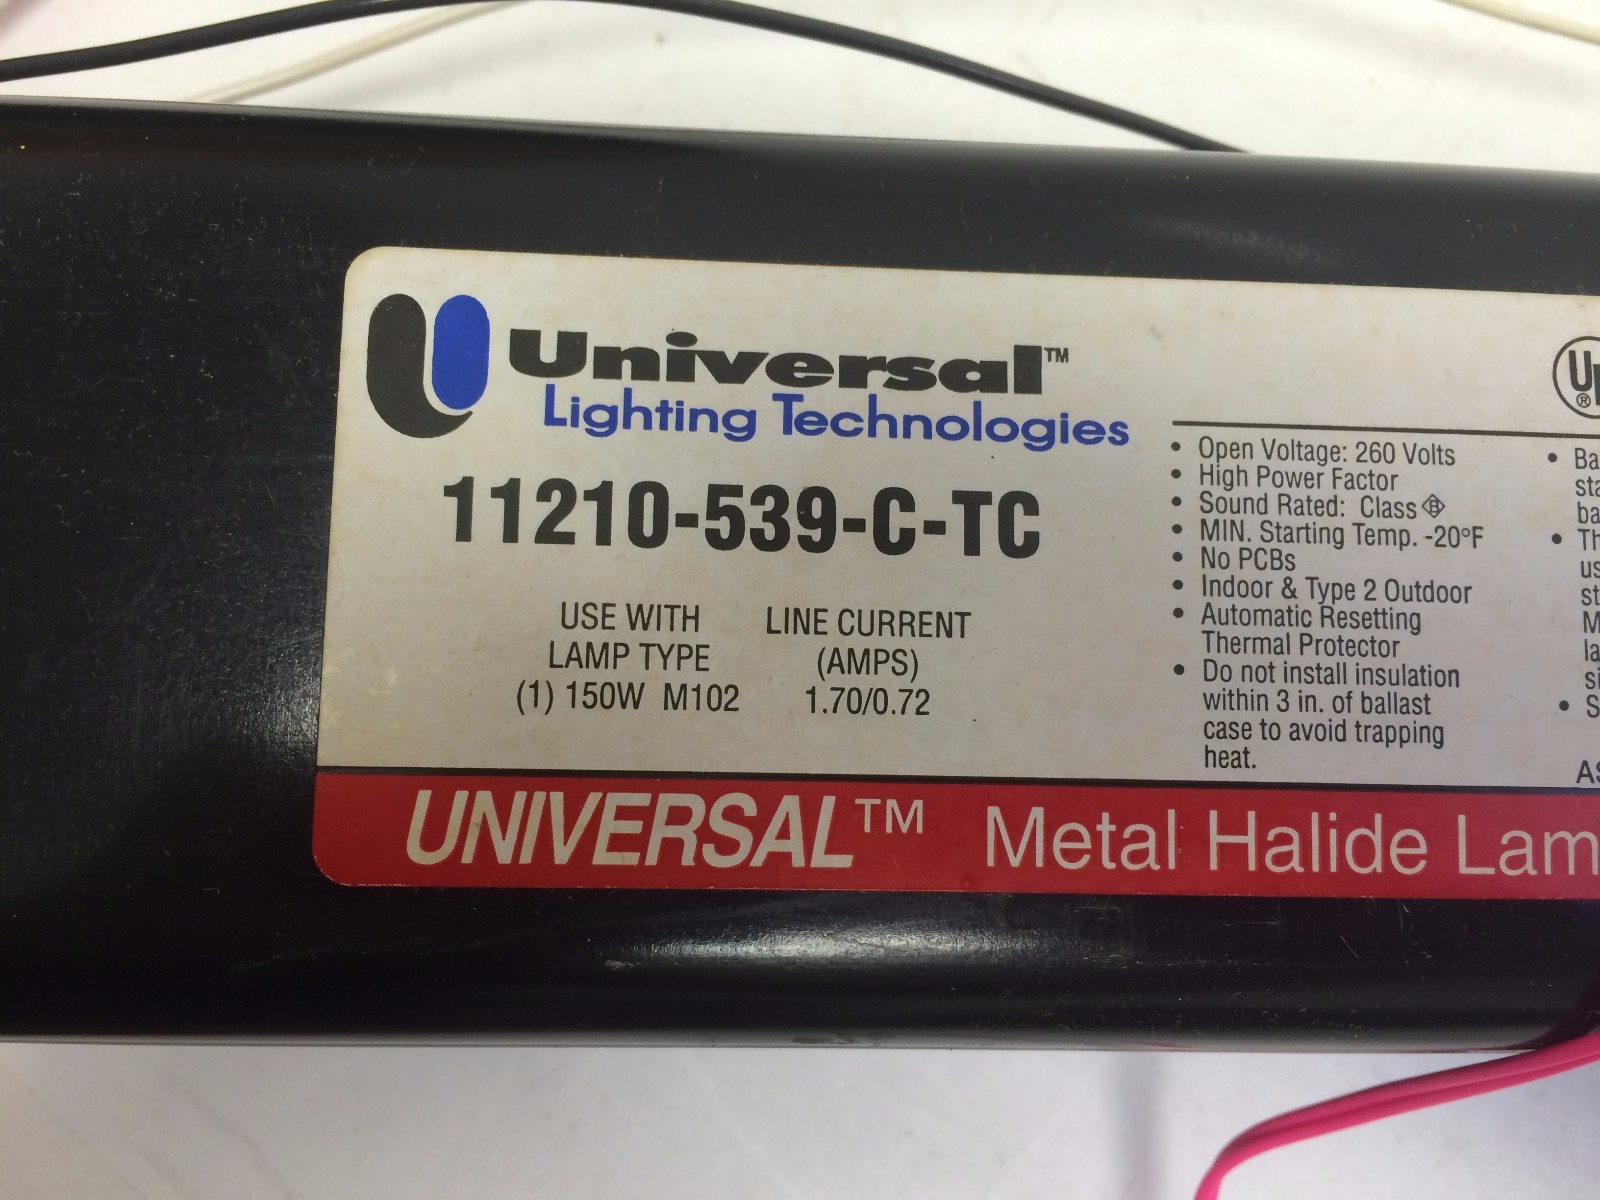 Universal™
Lighting Technologies
11210-539-C-TC
USE WITH
LAMP TYPE
(1) 150W M102
LINE CURRENT
(AMPS)
1.70/0.72
• Open Voltage: 260 Volts
• High Power Factor
• Sound Rated: Class B
• MIN. Starting Temp. -20°F
• No PCBs
• Indoor & Type 2 Outdoor
• Automatic Resetting
Thermal Protector
• Do not install insulation
within 3 in. of ballast
case to avoid trapping
heat.
UNIVERSAL™ Metal Halide